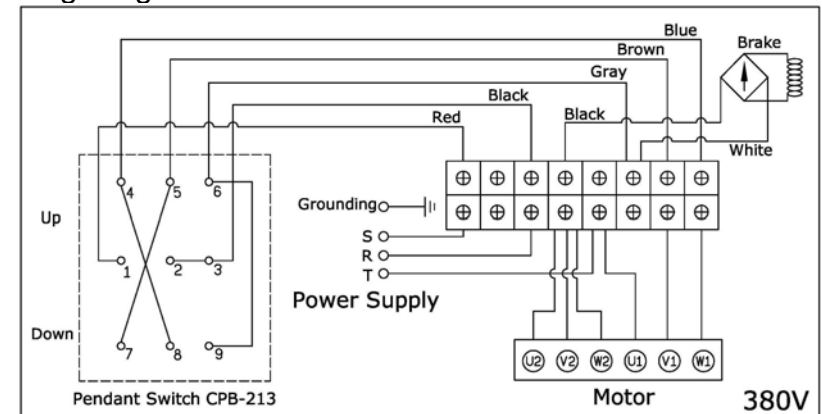 Blue
Brown
Brake
Gray
Black
Red
Black
White
4
5
6
Up
Grounding
S
1
2
3
R
T
Power Supply
Down
7
8
9
U2
V2
W2
U1
V1
W1
Pendant Switch CPB-213
Motor
380V